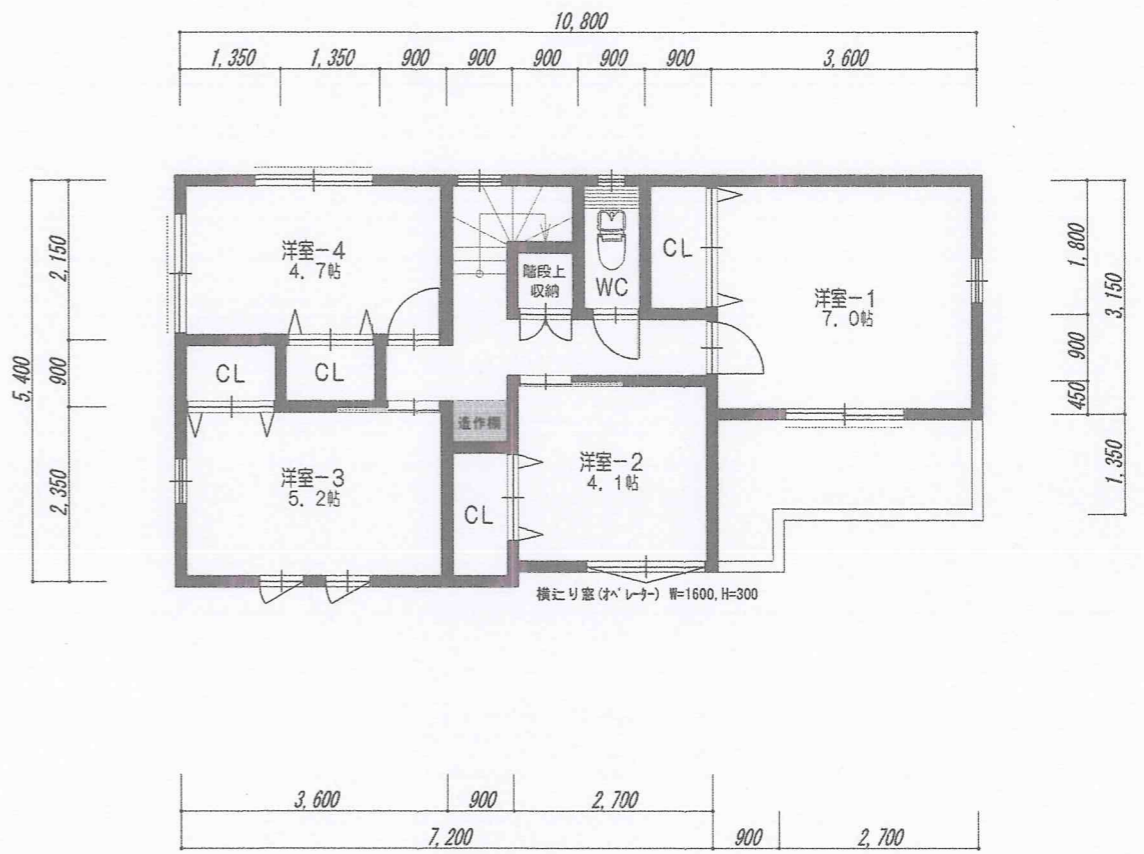 10,800
1,350 1,350 900 900 900 900 900 3,600
5,400
2,150
900
2,350
洋室-4
4.7帖
階段上
収納
WC
CL
洋室-1
7.0帖
1,800
900
450
3,150
1,350
CL
CL
造作棚
洋室-3
5.2帖
CL
洋室-2
4.1帖
横辷り窓(オペレーター) W=1600,H=300
3,600 900 2,700
7,200 900 2,700